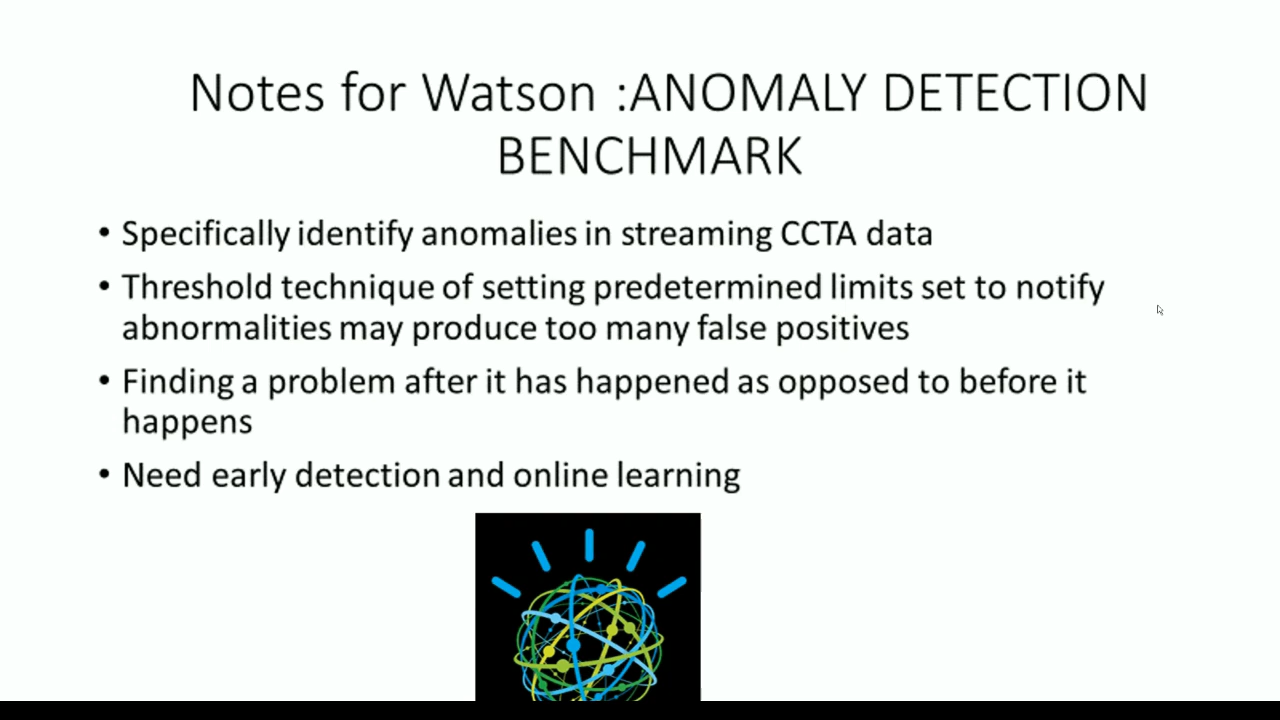 Notes for Watson :ANOMALY DETECTION
BENCHMARK
• Specifically identify anomalies in streaming CCTA data
• Threshold technique of setting predetermined limits set to notify
abnormalities may produce too many false positives
• Finding a problem after it has happened as opposed to before it
happens
• Need early detection and online learning